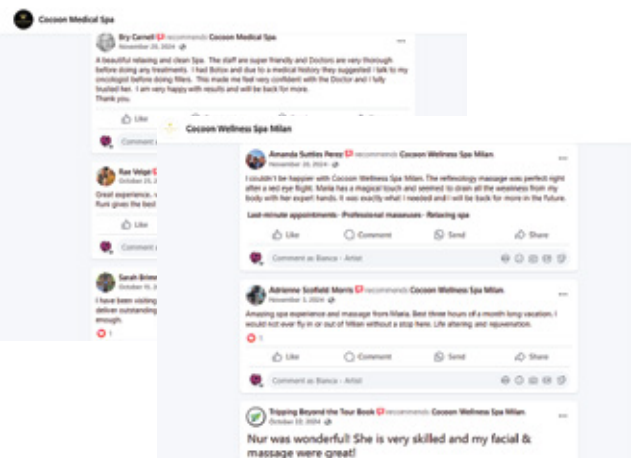 Cocoon Medical Spa
Bry Carnell recommends Cocoon Medical Spa
November 20, 2024
A beautiful relaxing and clean Spa. The staff are super friendly and Doctors are very thorough
before doing any treatments. I had Botox and due to a medical history they suggested I talk to my
oncologist before doing fillers. This made me feel very confident with the Doctor and I fully
trusted her. I am very happy with results and will be back for more.
Thank you.
Like
Comment
Rae
October 25, 2
Great experience,
gives the best
Like
Comment
Sarah
October
I have been visiting
deliver outstanding
enough.
1
Cocoon Wellness Spa Milan
Amanda Suttles Perez recommends Cocoon Wellness Spa Milan
November 20, 2024
I couldn't be happier with Cocoon Wellness Spa Milan. The reflexology massage was perfect right
after a red eye flight. Maria has a magical touch and seemed to drain all the weariness from my
body with her expert hands. It was exactly what I needed and I will be back for more in the future.
Last-minute appointments · Professional masseuses · Relaxing spa
Like Comment Send Share
Comment as Bianca - Artist
Adrienne Scofield Morris recommends Cocoon Wellness Spa Milan
November 3, 2024
Amazing spa experience and massage from Maria. Best three hours of a month long vacation. I
would not ever fly in or out of Milan without a stop here. Life altering and rejuvenation.
1
Like Comment Send Share
Comment as Bianca - Artist
Tripping Beyond the Tour Book recommends Cocoon Wellness Spa Milan
October 22, 2024
Nur was wonderful! She is very skilled and my facial &
massage were great!